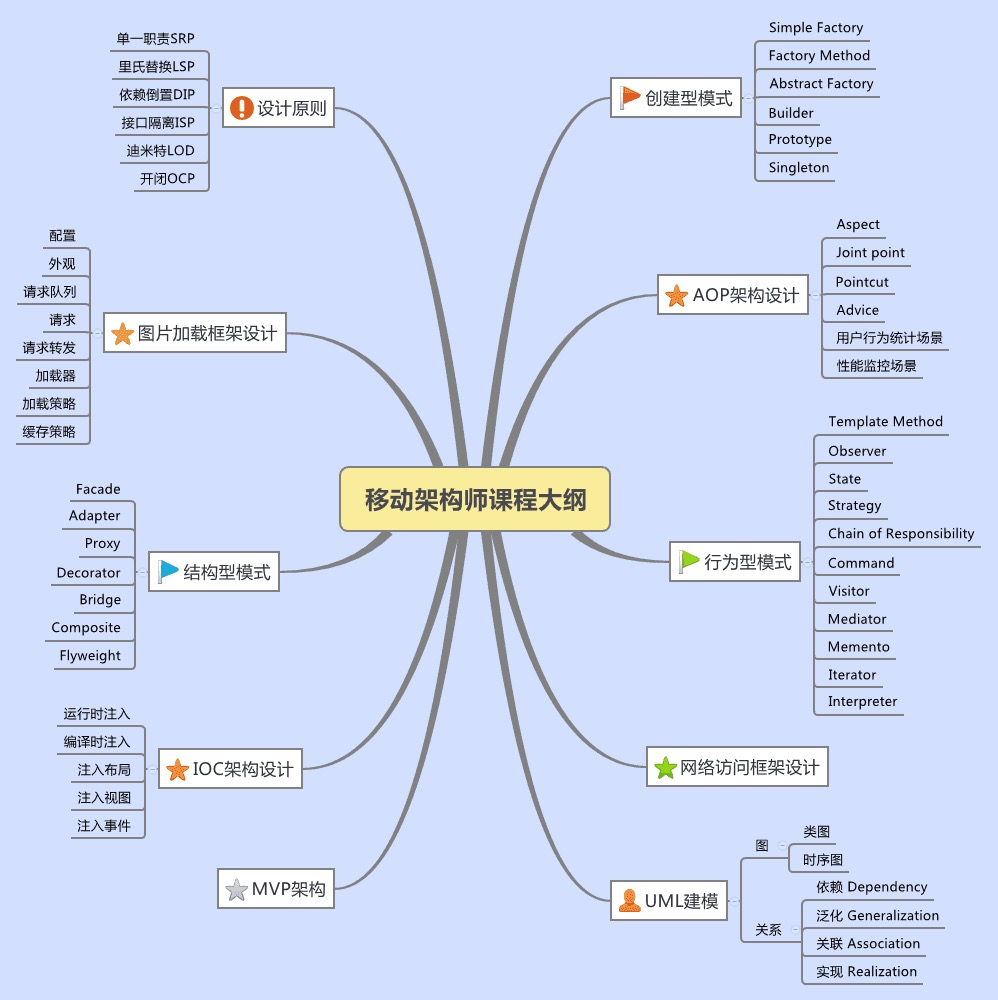 移动架构师课程大纲
设计原则
单一职责SRP
里氏替换LSP
依赖倒置DIP
接口隔离ISP
迪米特LOD
开闭OCP
图片加载框架设计
配置
外观
请求队列
请求
请求转发
加载器
加载策略
缓存策略
结构型模式
Facade
Adapter
Proxy
Decorator
Bridge
Composite
Flyweight
IOC架构设计
运行时注入
编译时注入
注入布局
注入视图
注入事件
MVP架构
创建型模式
Simple Factory
Factory Method
Abstract Factory
Builder
Prototype
Singleton
AOP架构设计
Aspect
Joint point
Pointcut
Advice
用户行为统计场景
性能监控场景
行为型模式
Template Method
Observer
State
Strategy
Chain of Responsibility
Command
Visitor
Mediator
Memento
Iterator
Interpreter
网络访问框架设计
UML建模
图
类图
时序图
关系
依赖 Dependency
泛化 Generalization
关联 Association
实现 Realization